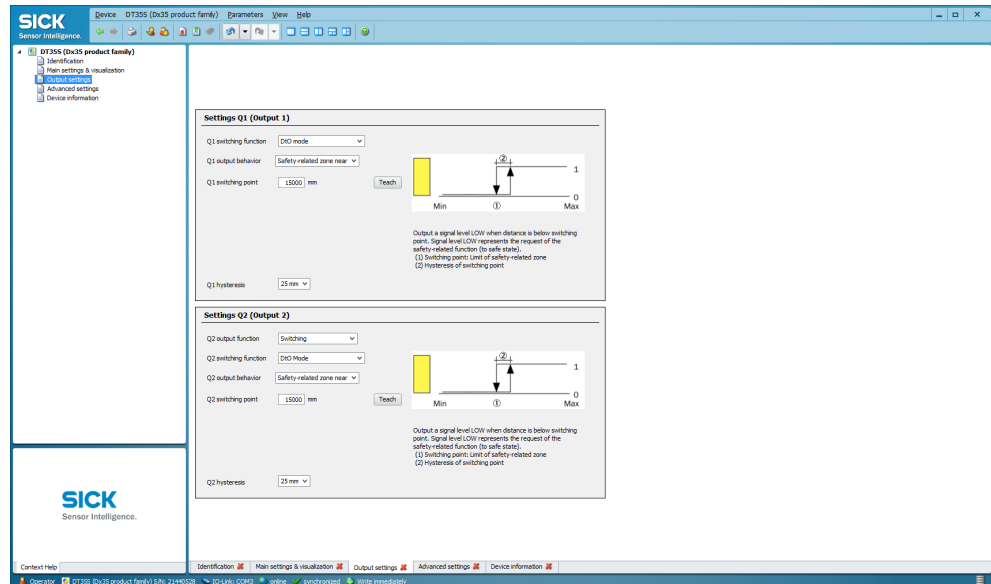 SICK
Sensor Intelligence.
Device DT35S (Dx35 product family) Parameters View Help
DT35S (Dx35 product family)
Identification
Main settings & visualization
Output settings
Advanced settings
Device information
Settings Q1 (Output 1)
Q1 switching function DtO mode
Q1 output behavior Safety-related zone near
Q1 switching point 15000 mm Teach
② 
1
0
Min ① Max
Output a signal level LOW when distance is below switching
point. Signal level LOW represents the request of the
safety-related function (to safe state).
(1) Switching point: Limit of safety-related zone
(2) Hysteresis of switching point
Q1 hysteresis 25 mm
Settings Q2 (Output 2)
Q2 output function Switching
Q2 switching function DtO Mode
Q2 output behavior Safety-related zone near
Q2 switching point 15000 mm Teach
②
1
0
Min ① Max
Output a signal level LOW when distance is below switching
point. Signal level LOW represents the request of the
safety-related function (to safe state).
(1) Switching point: Limit of safety-related zone
(2) Hysteresis of switching point
Q2 hysteresis 25 mm
SICK
Sensor Intelligence.
Context Help
Identification Main settings & visualization Output settings Advanced settings Device information
Operator DT35S (Dx35 product family) S/N: 21440528 IO-Link: COM3 online synchronized Write immediately